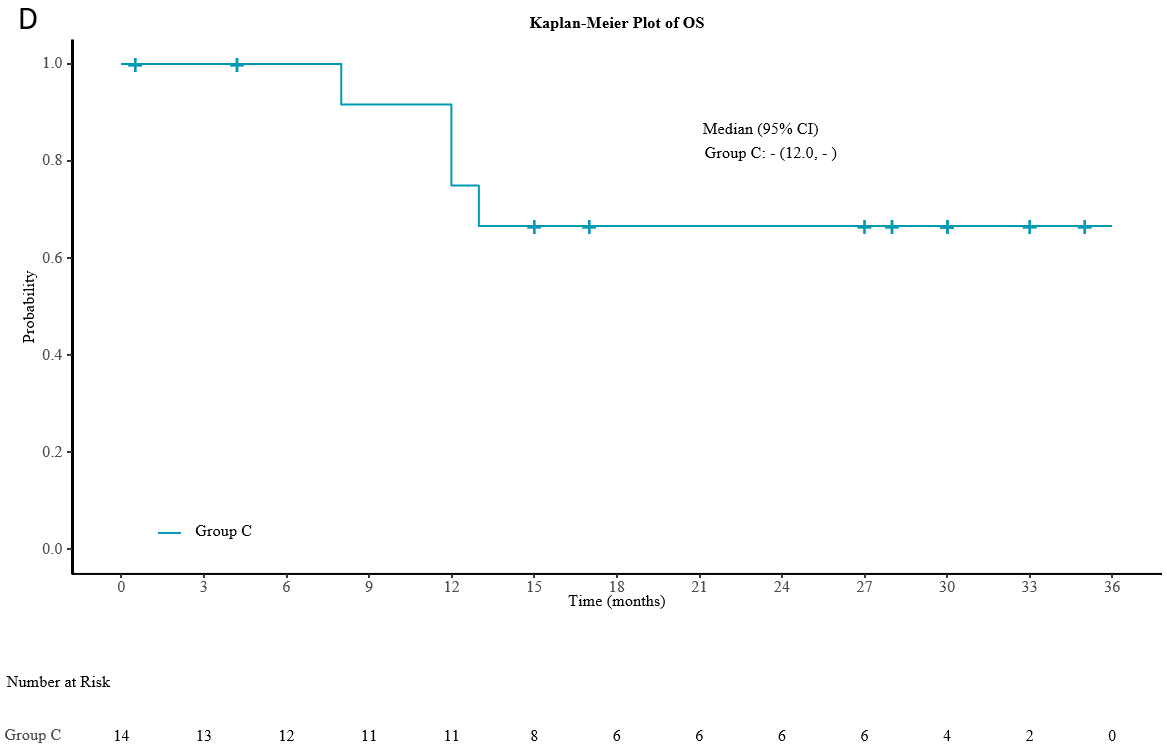 D
Kaplan-Meier Plot of OS
1.0
0.8
0.6
0.4
0.2
0.0
Probability
Median (95% CI)
Group C: - (12.0, - )
Group C
0 3 6 9 12 15 18 21 24 27 30 33 36
Time (months)
Number at Risk
Group C 14 13 12 11 11 8 6 6 6 6 4 2 0